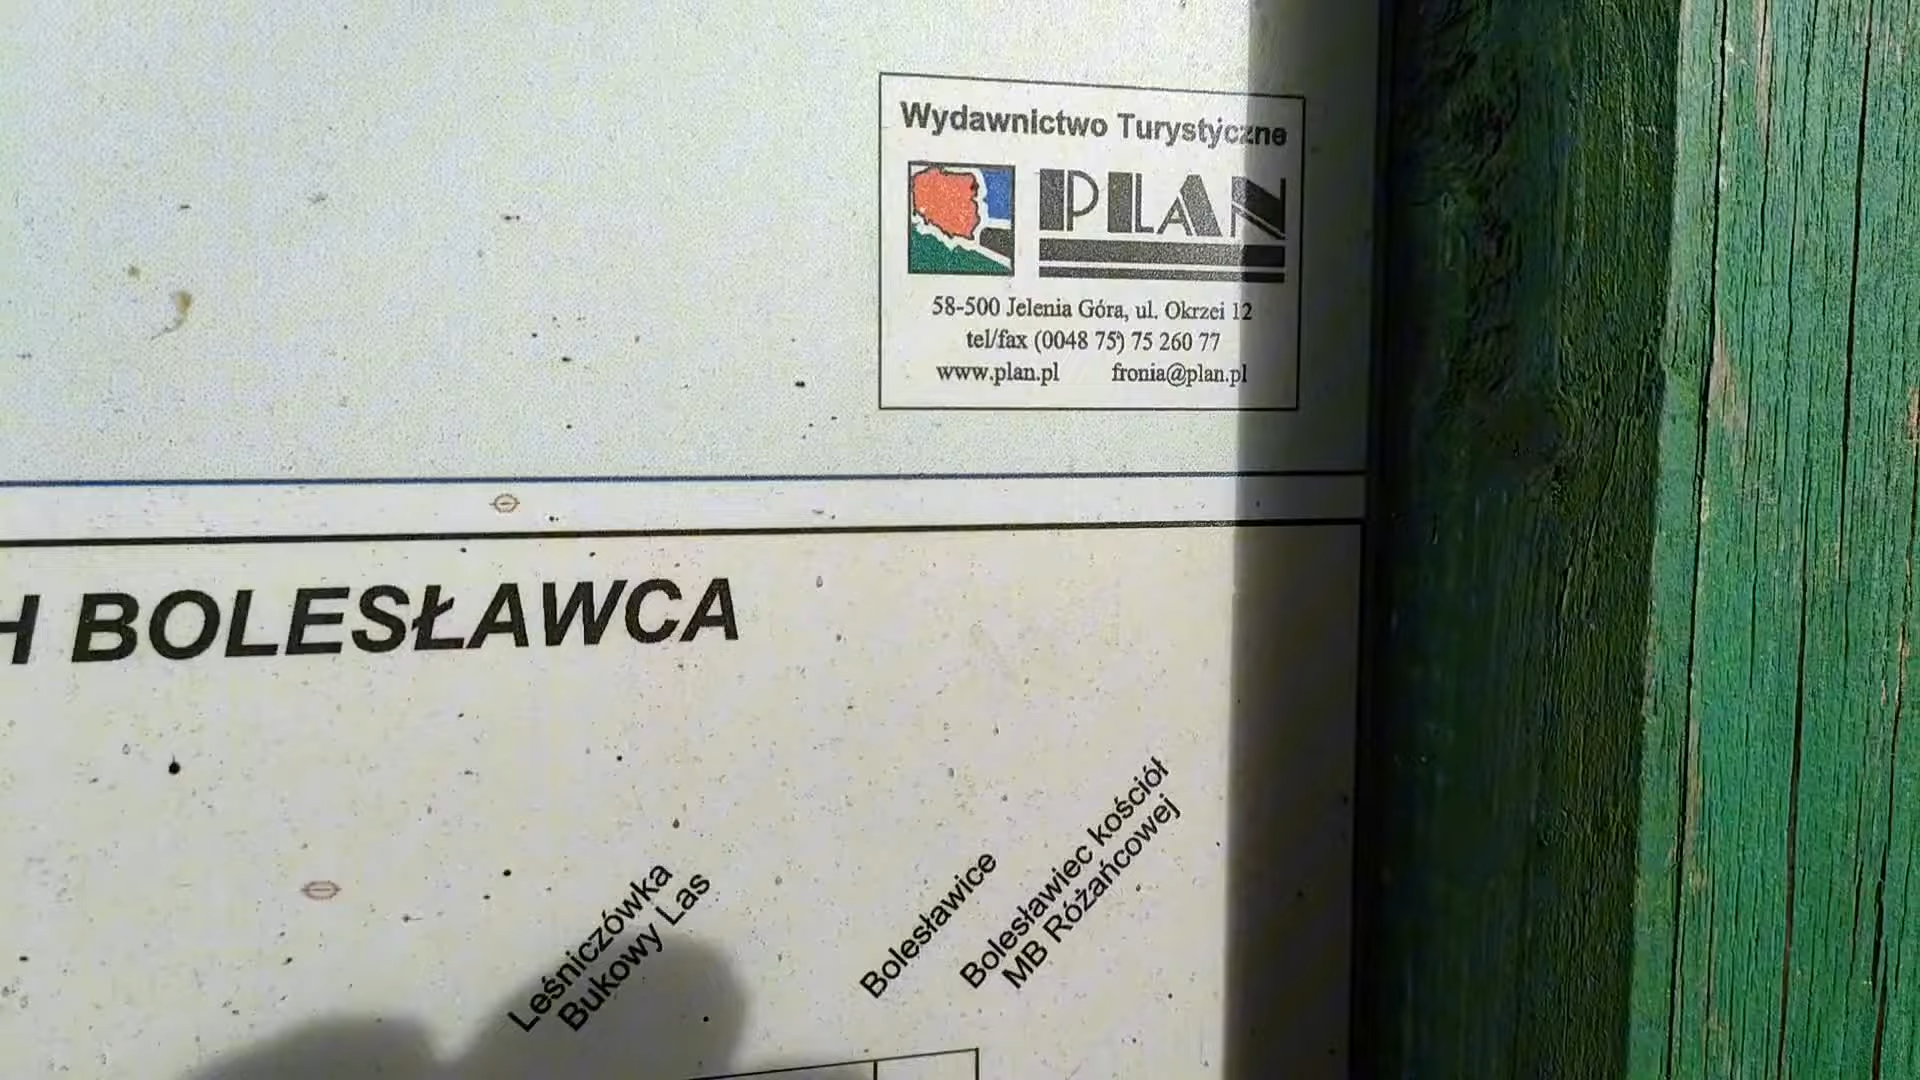 Wydawnictwo Turystyczne
PLAN
58-500 Jelenia Góra, ul. Okrzei 12
tel/fax (0048 75) 75 260 77
www.plan.pl fronia@plan.pl
H BOLESŁAWCA
Leśniczówka
Bukowy Las
Bolesławice
Bolesławiec kościół
MB Różańcowej